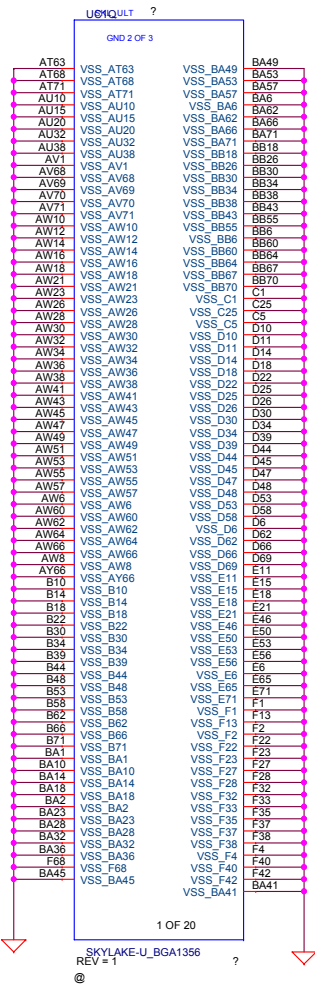 UC1Q SKL_ULT ?
GND 2 OF 3
AT63 VSS_AT63 VSS_BA49 BA49
AT68 VSS_AT68 VSS_BA53 BA53
AT71 VSS_AT71 VSS_BA57 BA57
AU10 VSS_AU10 VSS_BA6 BA6
AU15 VSS_AU15 VSS_BA62 BA62
AU20 VSS_AU20 VSS_BA66 BA66
AU32 VSS_AU32 VSS_BA71 BA71
AU38 VSS_AU38 VSS_BB18 BB18
AV1 VSS_AV1 VSS_BB26 BB26
AV68 VSS_AV68 VSS_BB30 BB30
AV69 VSS_AV69 VSS_BB34 BB34
AV70 VSS_AV70 VSS_BB38 BB38
AV71 VSS_AV71 VSS_BB43 BB43
AW10 VSS_AW10 VSS_BB55 BB55
AW12 VSS_AW12 VSS_BB6 BB6
AW14 VSS_AW14 VSS_BB60 BB60
AW16 VSS_AW16 VSS_BB64 BB64
AW18 VSS_AW18 VSS_BB67 BB67
AW21 VSS_AW21 VSS_BB70 BB70
AW23 VSS_AW23 VSS_C1 C1
AW26 VSS_AW26 VSS_C25 C25
AW28 VSS_AW28 VSS_C5 C5
AW30 VSS_AW30 VSS_D10 D10
AW32 VSS_AW32 VSS_D11 D11
AW34 VSS_AW34 VSS_D14 D14
AW36 VSS_AW36 VSS_D18 D18
AW38 VSS_AW38 VSS_D22 D22
AW41 VSS_AW41 VSS_D25 D25
AW43 VSS_AW43 VSS_D26 D26
AW45 VSS_AW45 VSS_D30 D30
AW47 VSS_AW47 VSS_D34 D34
AW49 VSS_AW49 VSS_D39 D39
AW51 VSS_AW51 VSS_D44 D44
AW53 VSS_AW53 VSS_D45 D45
AW55 VSS_AW55 VSS_D47 D47
AW57 VSS_AW57 VSS_D48 D48
AW6 VSS_AW6 VSS_D53 D53
AW60 VSS_AW60 VSS_D58 D58
AW62 VSS_AW62 VSS_D6 D6
AW64 VSS_AW64 VSS_D62 D62
AW66 VSS_AW66 VSS_D66 D66
AW8 VSS_AW8 VSS_D69 D69
AY66 VSS_AY66 VSS_E11 E11
B10 VSS_B10 VSS_E15 E15
B14 VSS_B14 VSS_E18 E18
B18 VSS_B18 VSS_E21 E21
B22 VSS_B22 VSS_E46 E46
B30 VSS_B30 VSS_E50 E50
B34 VSS_B34 VSS_E53 E53
B39 VSS_B39 VSS_E56 E56
B44 VSS_B44 VSS_E6 E6
B48 VSS_B48 VSS_E65 E65
B53 VSS_B53 VSS_E71 E71
B58 VSS_B58 VSS_F1 F1
B62 VSS_B62 VSS_F13 F13
B66 VSS_B66 VSS_F2 F2
B71 VSS_B71 VSS_F22 F22
BA1 VSS_BA1 VSS_F23 F23
BA10 VSS_BA10 VSS_F27 F27
BA14 VSS_BA14 VSS_F28 F28
BA18 VSS_BA18 VSS_F32 F32
BA2 VSS_BA2 VSS_F33 F33
BA23 VSS_BA23 VSS_F35 F35
BA28 VSS_BA28 VSS_F37 F37
BA32 VSS_BA32 VSS_F38 F38
BA36 VSS_BA36 VSS_F4 F4
F68 VSS_F68 VSS_F40 F40
BA45 VSS_BA45 VSS_F42 F42
VSS_BA41 BA41
1 OF 20
SKYLAKE-U_BGA1356
REV = 1 ?
@